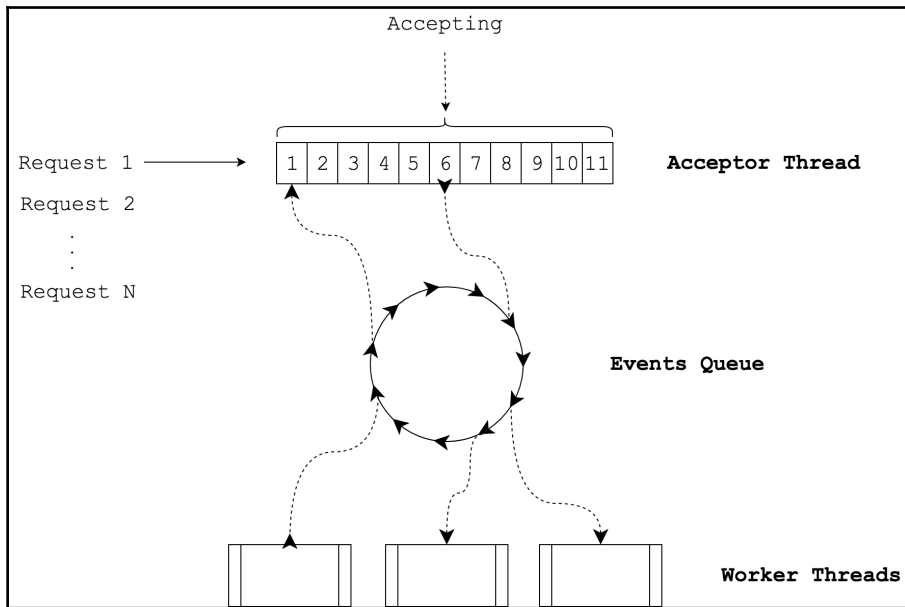 Accepting
Request 1
1 2 3 4 5 6 7 8 9 10 11
Acceptor Thread
Request 2
.
.
.
Request N
Events Queue
Worker Threads